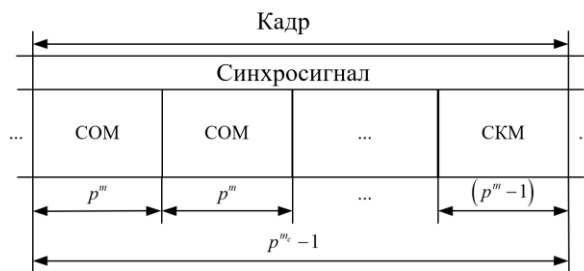 Кадр
Синхросигнал
... СОМ СОМ ... СКМ ..
p^m p^m ... (p^m − 1)
p^{m_c} − 1